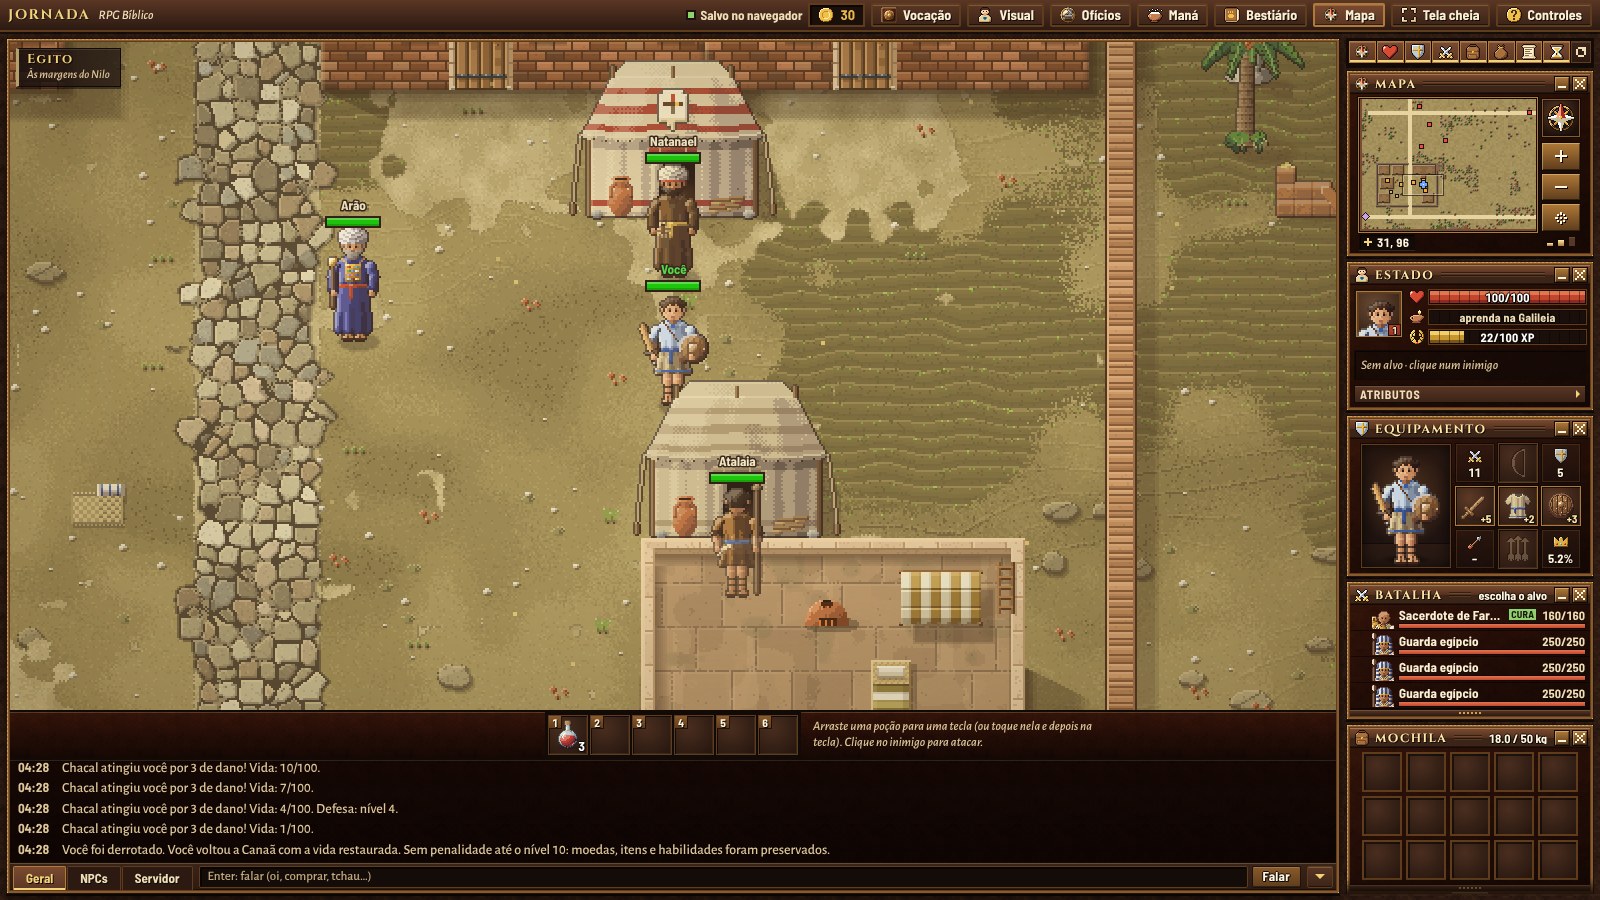 JORNADA RPG Bíblico
Salvo no navegador 30 Vocação Visual Ofícios Maná Bestiário Mapa Tela cheia Controles
EGITO
Às margens do Nilo
Natanael
Arão
Você
Atalaia
MAPA
31, 96
ESTADO
100/100
aprenda na Galileia
1
22/100 XP
Sem alvo · clique num inimigo
ATRIBUTOS
EQUIPAMENTO
11
5
+5
+2
+3
-
5.2%
BATALHA escolha o alvo
Sacerdote de Far... CURA 160/160
Guarda egípcio 250/250
Guarda egípcio 250/250
Guarda egípcio 250/250
MOCHILA 18.0 / 50 kg
1 2 3 4 5 6
3
Arraste uma poção para uma tecla (ou toque nela e depois na
tecla). Clique no inimigo para atacar.
04:28 Chacal atingiu você por 3 de dano! Vida: 10/100.
04:28 Chacal atingiu você por 3 de dano! Vida: 7/100.
04:28 Chacal atingiu você por 3 de dano! Vida: 4/100. Defesa: nível 4.
04:28 Chacal atingiu você por 3 de dano! Vida: 1/100.
04:28 Você foi derrotado. Você voltou a Canaã com a vida restaurada. Sem penalidade até o nível 10: moedas, itens e habilidades foram preservados.
Geral NPCs Servidor Enter: falar (oi, comprar, tchau...) Falar